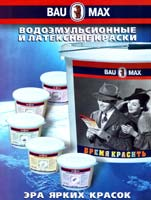 BAU MAX
ВОДОЭМУЛЬСИОННЫЕ
И ЛАТЕКСНЫЕ КРАСКИ
BAU MAX
ВРЕМЯ КРАСИТЬ
ЭРА ЯРКИХ КРАСОК